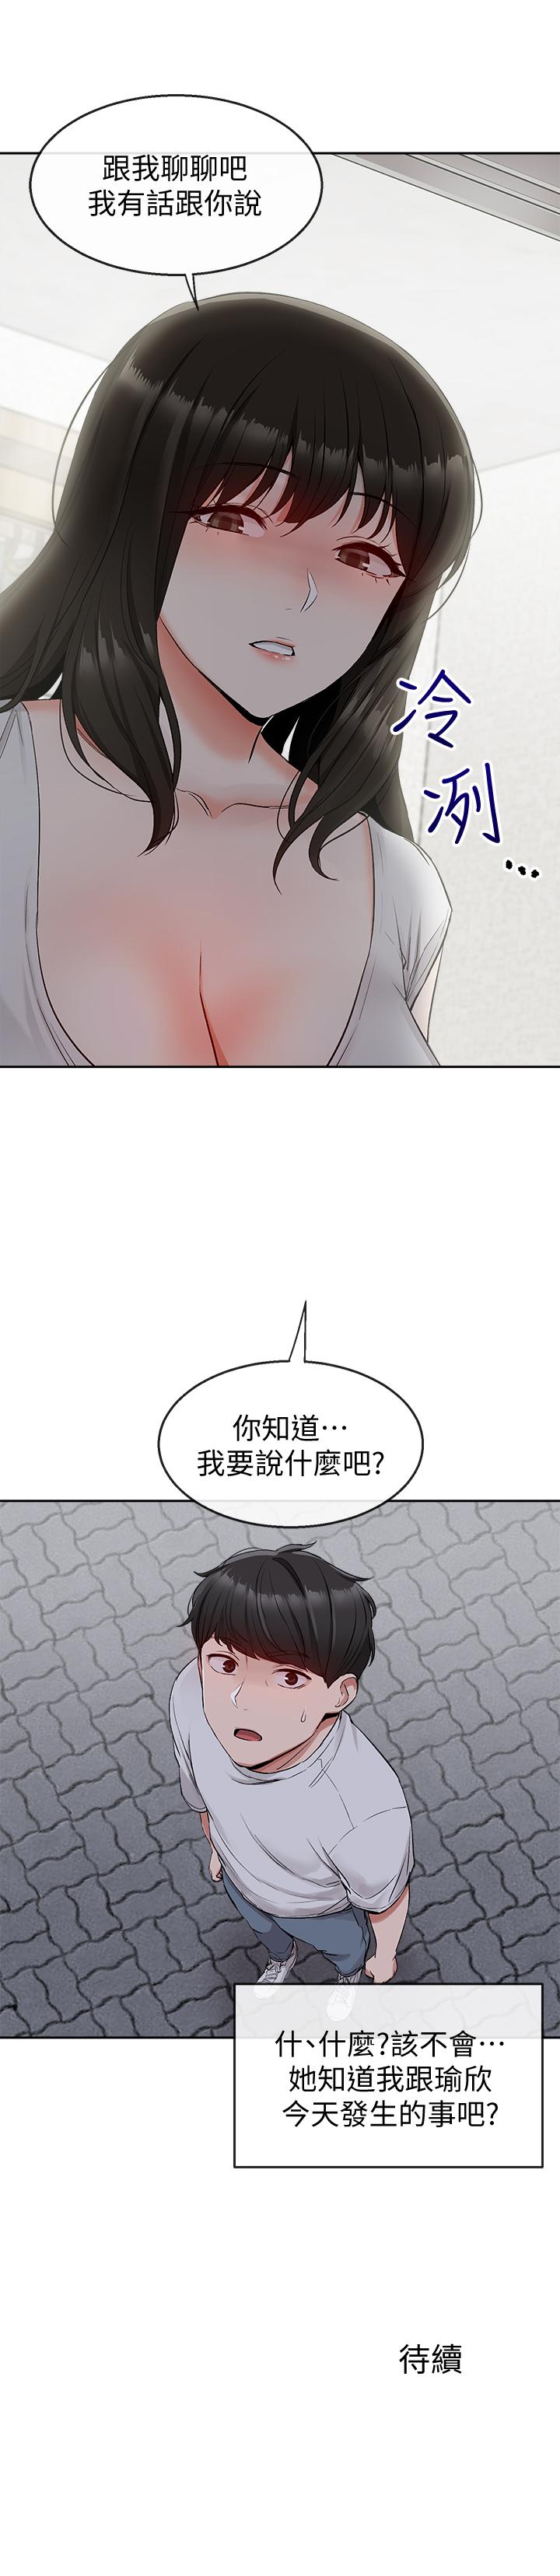 跟我聊聊吧
我有話跟你說
冷
冽
...
你知道…
我要說什麼吧?
什、什麼?該不會…
她知道我跟瑜欣
今天發生的事吧?
待續